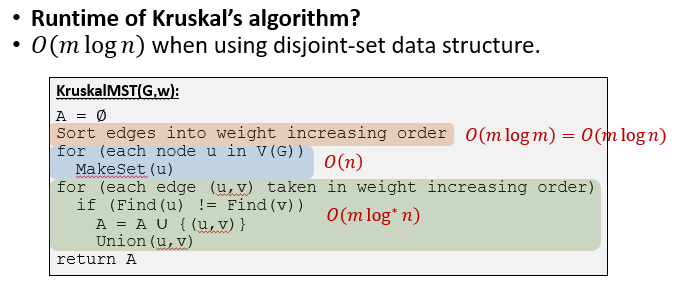 • Runtime of Kruskal's algorithm?
• O(m log n) when using disjoint-set data structure.
KruskalMST(G,w):
A = Ø
Sort edges into weight increasing order O(m log m) = O(m log n)
for (each node u in V(G))
MakeSet(u) O(n)
for (each edge (u,v) taken in weight increasing order)
if (Find(u) != Find(v))
A = A ∪ {(u,v)} O(m log* n)
Union(u,v)
return A